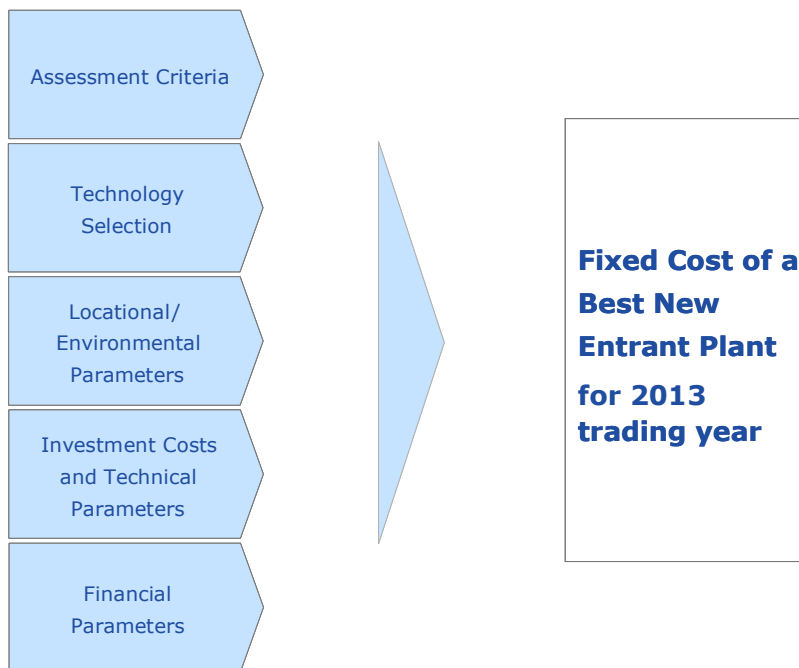 Assessment Criteria
Technology
Selection
Locational/
Environmental
Parameters
Investment Costs
and Technical
Parameters
Financial
Parameters
Fixed Cost of a
Best New
Entrant Plant
for 2013
trading year